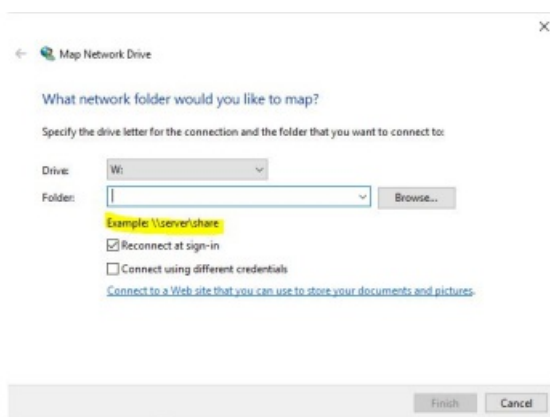 Map Network Drive
What network folder would you like to map?
Specify the drive letter for the connection and the folder that you want to connect to:
Drive: W:
Folder: Browse...
Example: \\server\share
Reconnect at sign-in
Connect using different credentials
Connect to a Web site that you can use to store your documents and pictures.
Finish Cancel